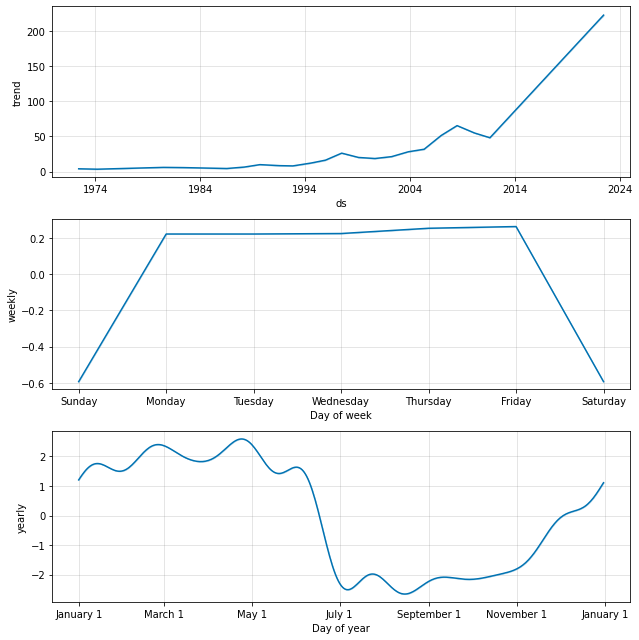 200
150
100
50
0
trend
1974 1984 1994 2004 2014 2024
ds
0.2
0.0
−0.2
−0.4
−0.6
weekly
Sunday Monday Tuesday Wednesday Thursday Friday Saturday
Day of week
2
1
0
−1
−2
yearly
January 1 March 1 May 1 July 1 September 1 November 1 January 1
Day of year